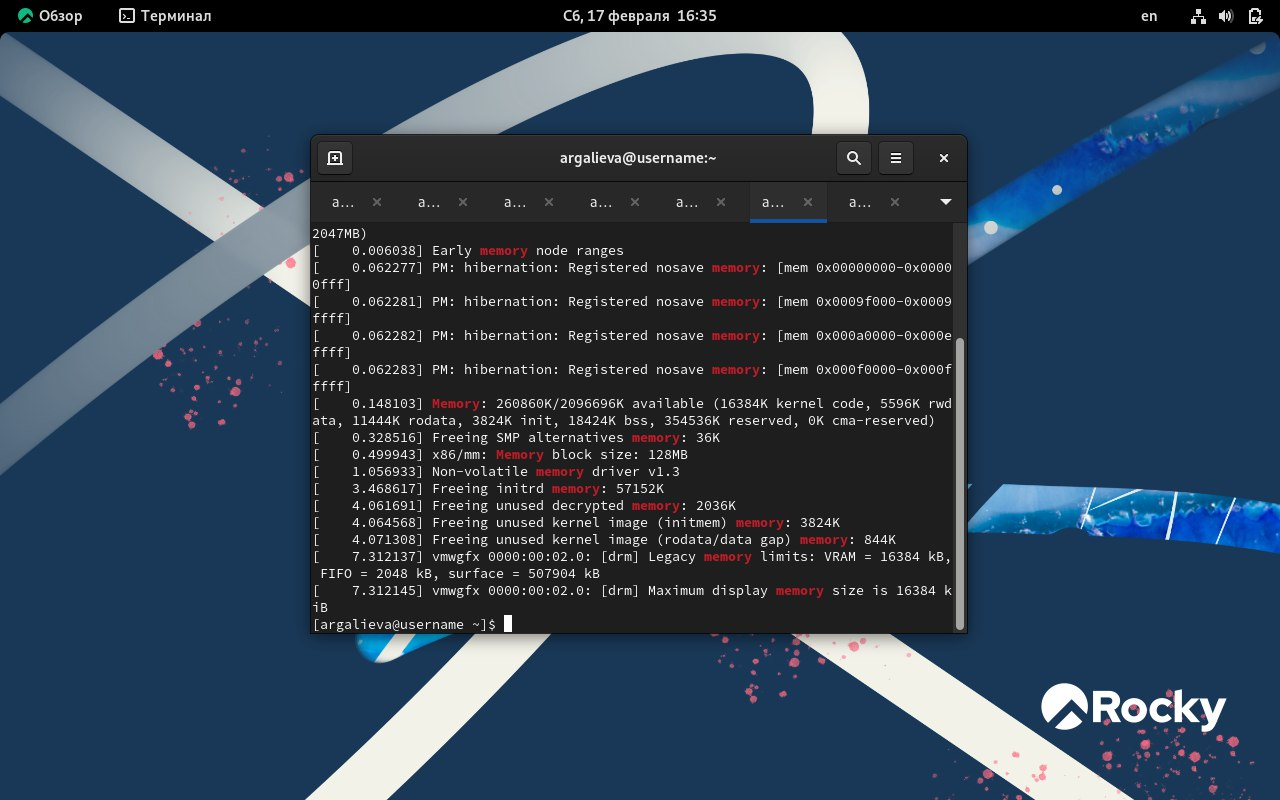 Обзор Терминал Сб, 17 февраля 16:35 en
argalieva@username:~
a... a... a... a... a... a... a...
2047MB)
[    0.006038] Early memory node ranges
[    0.062277] PM: hibernation: Registered nosave memory: [mem 0x00000000-0x0000
0fff]
[    0.062281] PM: hibernation: Registered nosave memory: [mem 0x0009f000-0x0009
ffff]
[    0.062282] PM: hibernation: Registered nosave memory: [mem 0x000a0000-0x000e
ffff]
[    0.062283] PM: hibernation: Registered nosave memory: [mem 0x000f0000-0x000f
ffff]
[    0.148103] Memory: 260860K/2096696K available (16384K kernel code, 5596K rwd
ata, 11444K rodata, 3824K init, 18424K bss, 354536K reserved, 0K cma-reserved)
[    0.328516] Freeing SMP alternatives memory: 36K
[    0.499943] x86/mm: Memory block size: 128MB
[    1.056933] Non-volatile memory driver v1.3
[    3.468617] Freeing initrd memory: 57152K
[    4.061691] Freeing unused decrypted memory: 2036K
[    4.064568] Freeing unused kernel image (initmem) memory: 3824K
[    4.071308] Freeing unused kernel image (rodata/data gap) memory: 844K
[    7.312137] vmwgfx 0000:00:02.0: [drm] Legacy memory limits: VRAM = 16384 kB,
 FIFO = 2048 kB, surface = 507904 kB
[    7.312145] vmwgfx 0000:00:02.0: [drm] Maximum display memory size is 16384 k
iB
[argalieva@username ~]$
Rocky